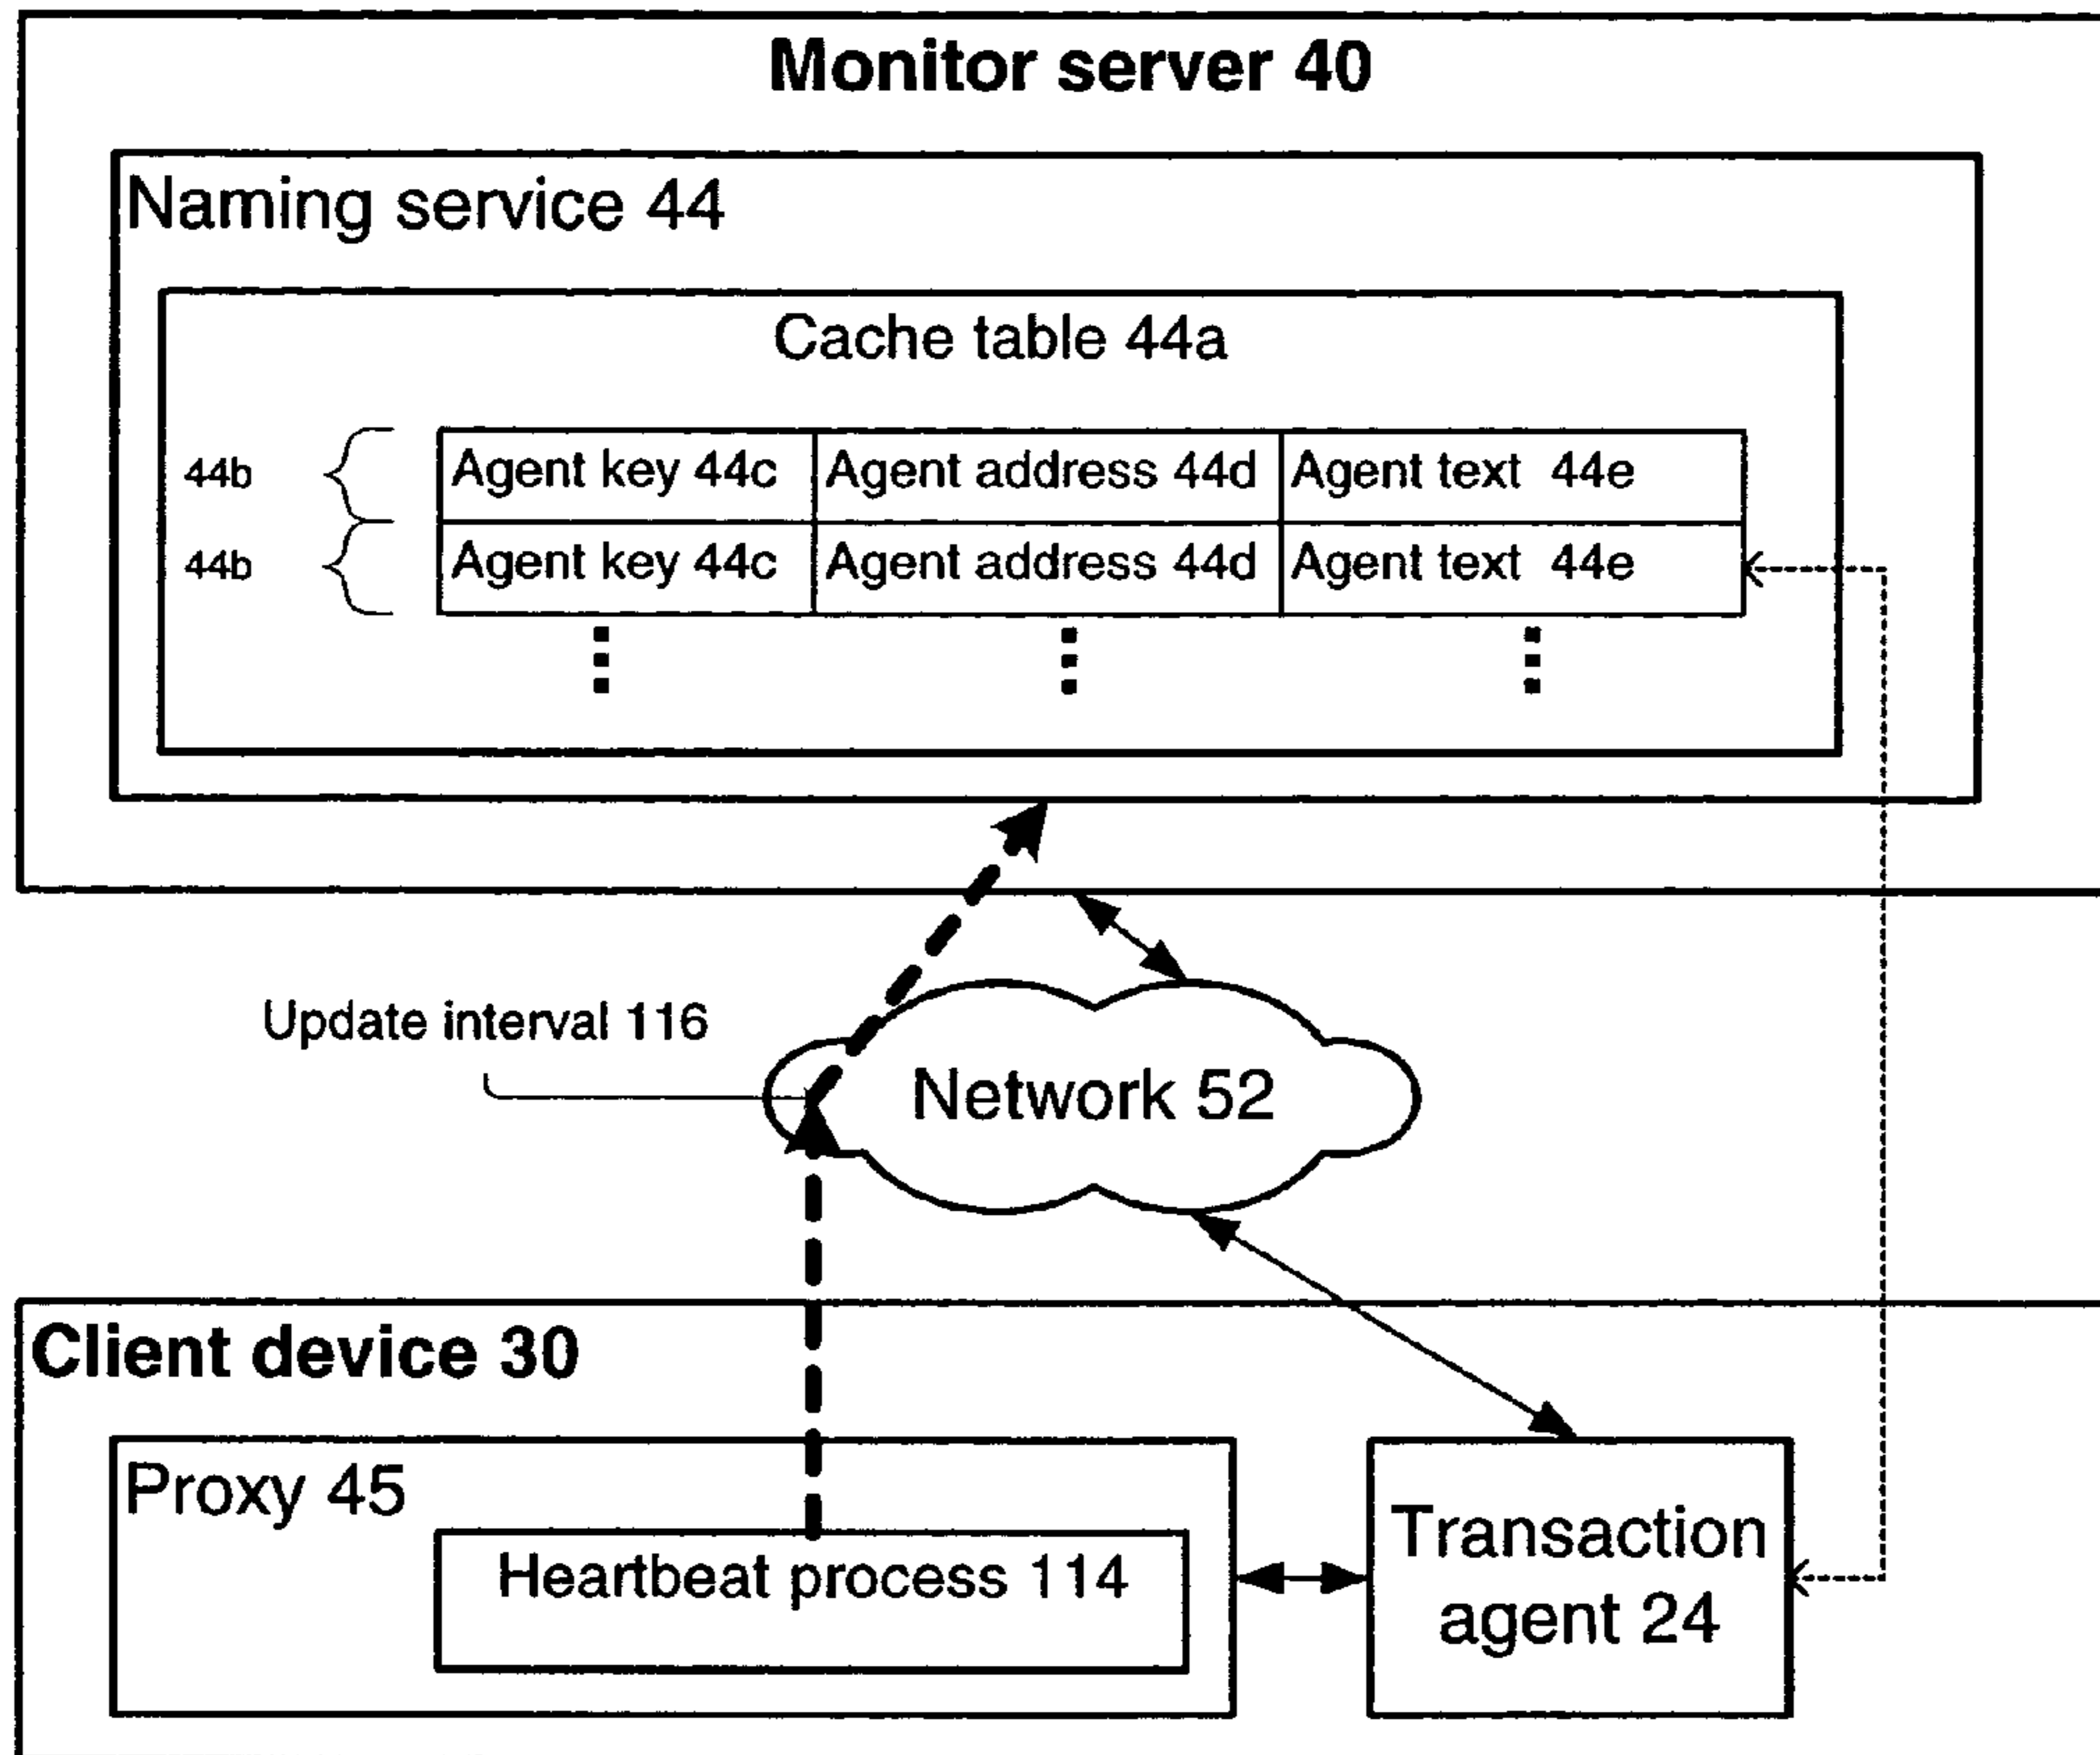 Monitor server 40
Naming service 44
Cache table 44a
44b Agent key 44c Agent address 44d Agent text 44e
44b Agent key 44c Agent address 44d Agent text 44e
Update interval 116
Network 52
Client device 30
Proxy 45
Heartbeat process 114
Transaction
agent 24